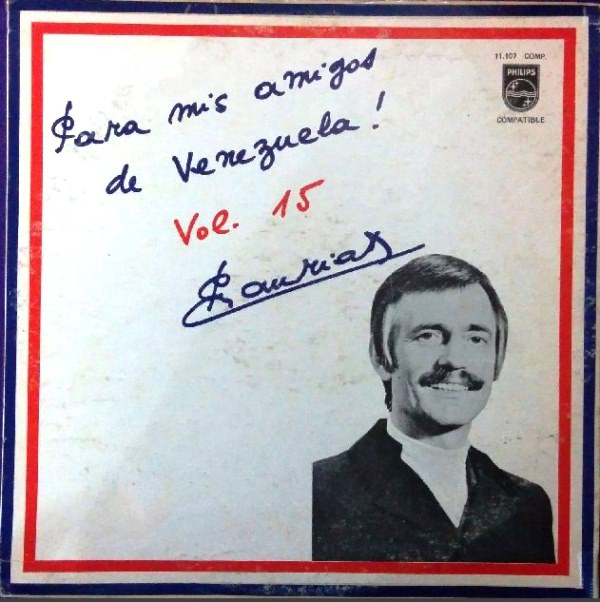 Para mis amigos
de Venezuela!
Vol. 15
P. Mauriat
11.107 COMP.
PHILIPS
COMPATIBLE